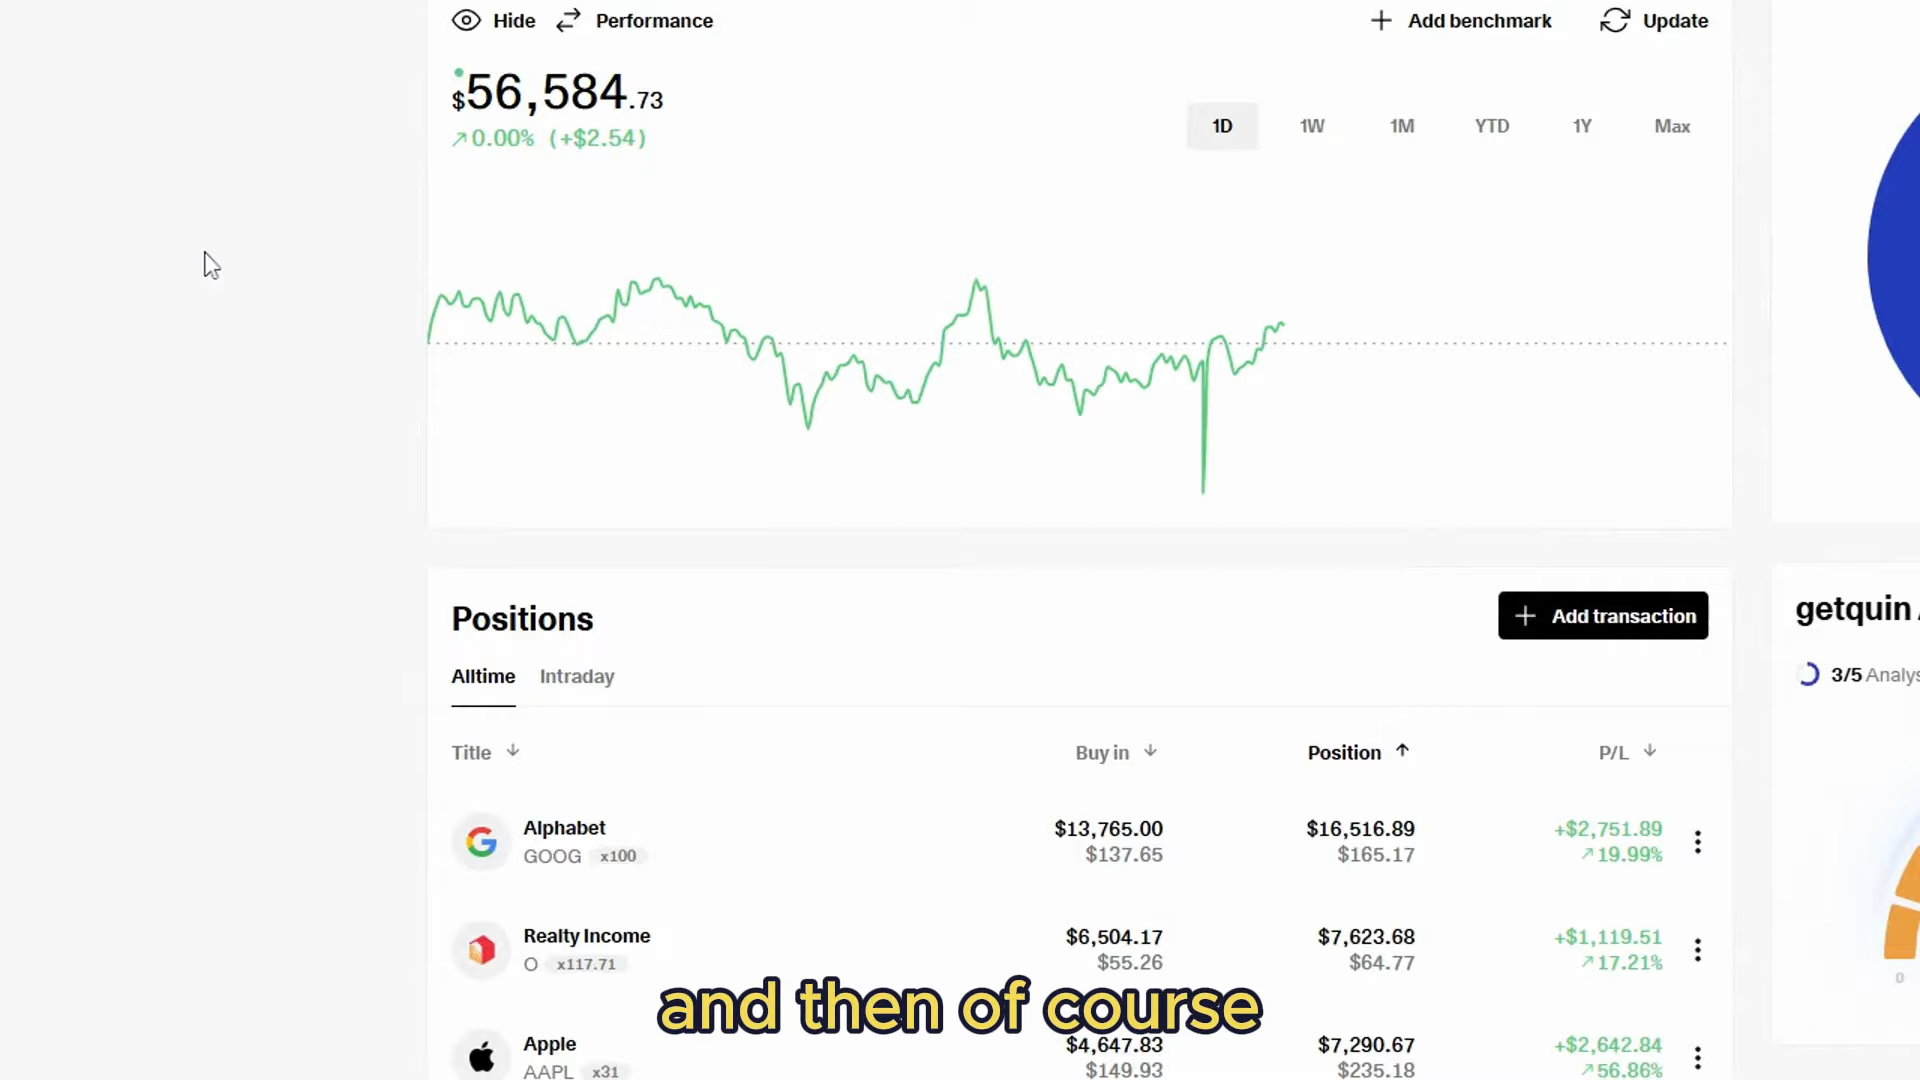 Hide
Performance
Add benchmark
Update
$56,584.73
0.00% (+$2.54)
1D
1W
1M
YTD
1Y
Max
Positions
Add transaction
Alltime
Intraday
Title
Buy in
Position
P/L
Alphabet
GOOG x100
$13,765.00
$137.65
$16,516.89
$165.17
+$2,751.89
19.99%
Realty Income
O x117.71
$6,504.17
$55.26
$7,623.68
$64.77
+$1,119.51
17.21%
Apple
AAPL x31
$4,647.83
$149.93
$7,290.67
$235.18
+$2,642.84
56.86%
getquin
3/5 Analys
0
and then of course